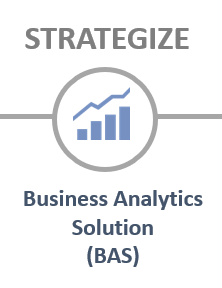 STRATEGIZE
Business Analytics
Solution
(BAS)